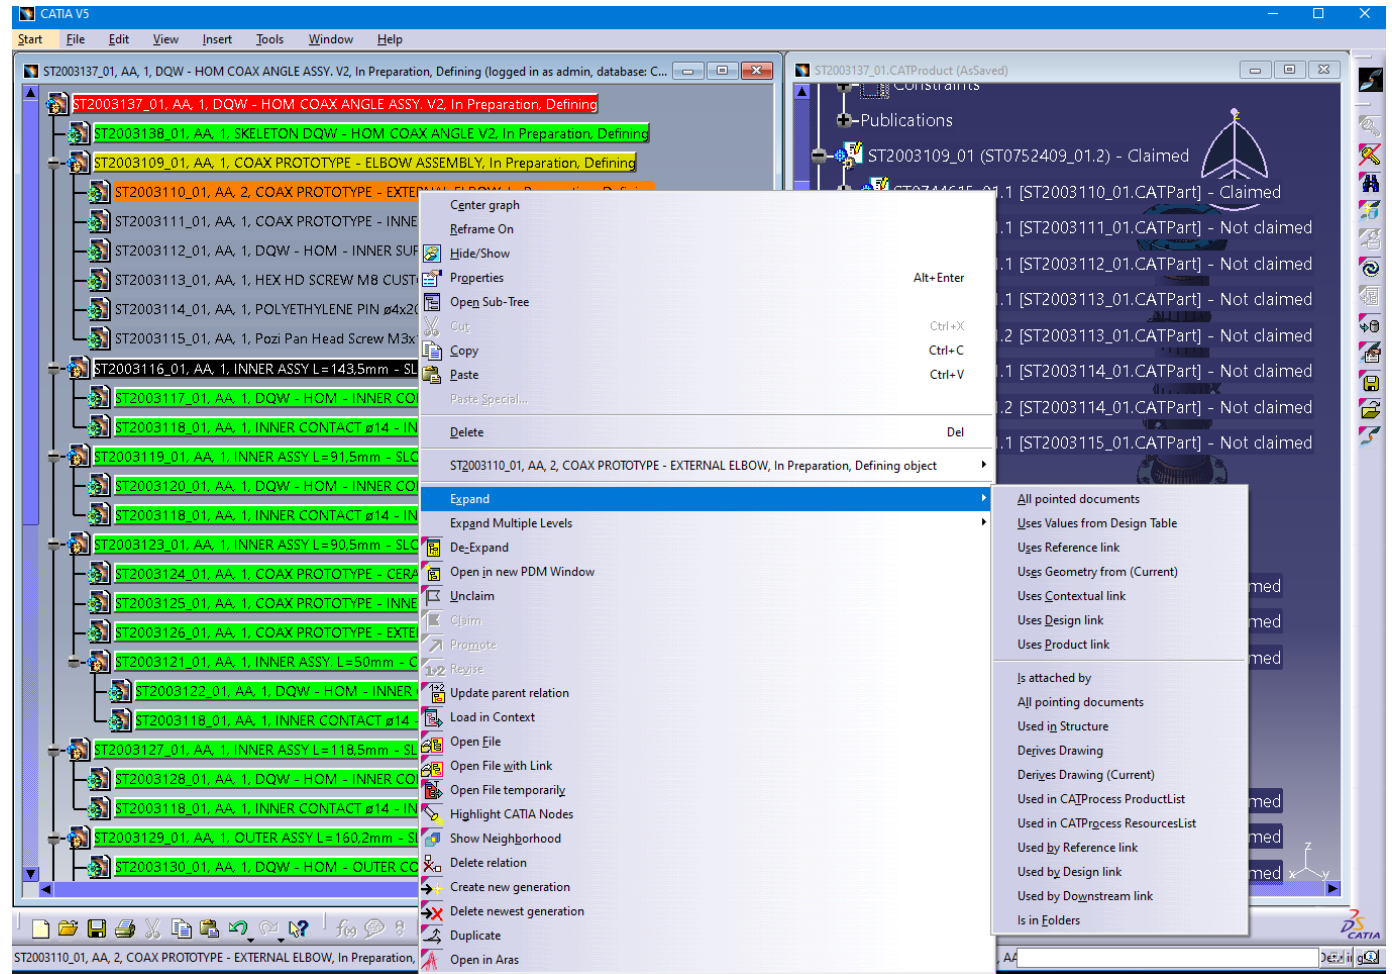 CATIA V5
Start File Edit View Insert Tools Window Help
ST2003137_01, AA, 1, DQW - HOM COAX ANGLE ASSY. V2, In Preparation, Defining (logged in as admin, database: C...
ST2003137_01, AA, 1, DQW - HOM COAX ANGLE ASSY. V2, In Preparation, Defining
ST2003138_01, AA, 1, SKELETON DQW - HOM COAX ANGLE V2, In Preparation, Defining
ST2003109_01, AA, 1, COAX PROTOTYPE - ELBOW ASSEMBLY, In Preparation, Defining
ST2003110_01, AA, 2, COAX PROTOTYPE - EXTERNAL ELBOW, In Preparation, Defining
ST2003111_01, AA, 1, COAX PROTOTYPE - INNE
ST2003112_01, AA, 1, DQW - HOM - INNER SUP
ST2003113_01, AA, 1, HEX HD SCREW M8 CUST
ST2003114_01, AA, 1, POLYETHYLENE PIN ø4x20
ST2003115_01, AA, 1, Pozi Pan Head Screw M3x
ST2003116_01, AA, 1, INNER ASSY L=143,5mm - SL
ST2003117_01, AA, 1, DQW - HOM - INNER CO
ST2003118_01, AA, 1, INNER CONTACT ø14 - IN
ST2003119_01, AA, 1, INNER ASSY L=91,5mm - SLO
ST2003120_01, AA, 1, DQW - HOM - INNER CO
ST2003118_01, AA, 1, INNER CONTACT ø14 - IN
ST2003123_01, AA, 1, INNER ASSY L=90,5mm - SLO
ST2003124_01, AA, 1, COAX PROTOTYPE - CERA
ST2003125_01, AA, 1, COAX PROTOTYPE - INNE
ST2003126_01, AA, 1, COAX PROTOTYPE - EXTE
ST2003121_01, AA, 1, INNER ASSY. L=50mm - C
ST2003122_01, AA, 1, DQW - HOM - INNER
ST2003118_01, AA, 1, INNER CONTACT ø14 -
ST2003127_01, AA, 1, INNER ASSY L=118,5mm - SL
ST2003128_01, AA, 1, DQW - HOM - INNER CO
ST2003118_01, AA, 1, INNER CONTACT ø14 - IN
ST2003129_01, AA, 1, OUTER ASSY L=160,2mm - SL
ST2003130_01, AA, 1, DQW - HOM - OUTER CO
Center graph
Reframe On
Hide/Show
Properties Alt+Enter
Open Sub-Tree
Cut Ctrl+X
Copy Ctrl+C
Paste Ctrl+V
Paste Special...
Delete Del
ST2003110_01, AA, 2, COAX PROTOTYPE - EXTERNAL ELBOW, In Preparation, Defining object
Expand
Expand Multiple Levels
De-Expand
Open in new PDM Window
Unclaim
Claim
Promote
Revise
Update parent relation
Load in Context
Open File
Open File with Link
Open File temporarily
Highlight CATIA Nodes
Show Neighborhood
Delete relation
Create new generation
Delete newest generation
Duplicate
Open in Aras
All pointed documents
Uses Values from Design Table
Uses Reference link
Uses Geometry from (Current)
Uses Contextual link
Uses Design link
Uses Product link
Is attached by
All pointing documents
Used in Structure
Derives Drawing
Derives Drawing (Current)
Used in CATProcess ProductList
Used in CATProcess ResourcesList
Used by Reference link
Used by Design link
Used by Downstream link
Is in Folders
ST2003137_01.CATProduct (AsSaved)
Constraints
Publications
ST2003109_01 (ST0752409_01.2) - Claimed
ST0744615_01.1 [ST2003110_01.CATPart] - Claimed
.1 [ST2003111_01.CATPart] - Not claimed
.1 [ST2003112_01.CATPart] - Not claimed
.1 [ST2003113_01.CATPart] - Not claimed
.2 [ST2003113_01.CATPart] - Not claimed
.1 [ST2003114_01.CATPart] - Not claimed
.2 [ST2003114_01.CATPart] - Not claimed
.1 [ST2003115_01.CATPart] - Not claimed
med
med
med
med
med
med
z
x y
f(x)
CATIA
ST2003110_01, AA, 2, COAX PROTOTYPE - EXTERNAL ELBOW, In Preparation,
, AA